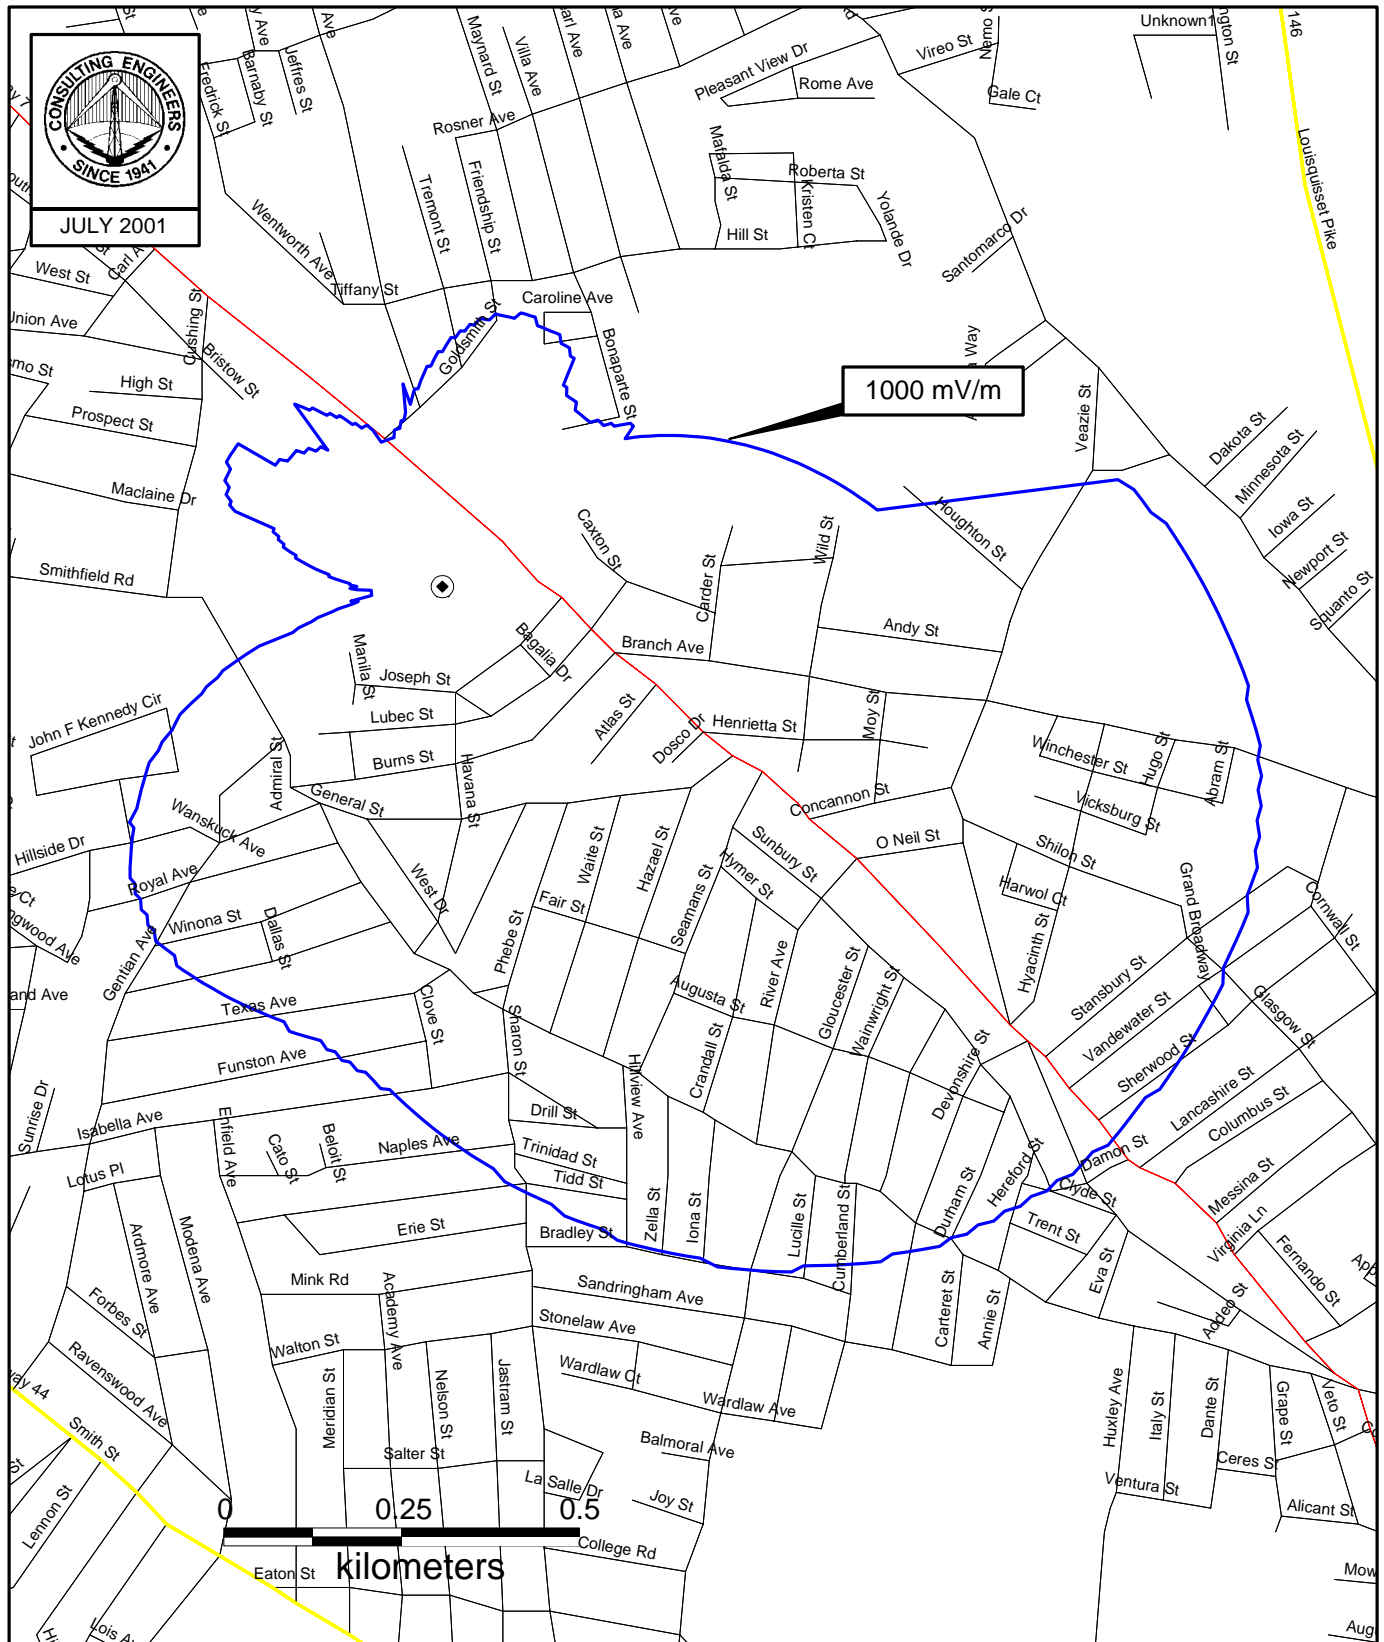 CONSULTING ENGINEERS
SINCE 1941
JULY 2001
Fredrick St
Barnaby St
Jeffres St
Maynard St
Villa Ave
Pleasant View Dr
Rome Ave
Vireo St
Gale Ct
146
Louisquisset Pike
Rosner Ave
Wentworth Ave
Tremont St
Friendship St
Mafalda St
Roberta St
Kristen Ct
Yolande Dr
Hill St
Santomarco Dr
West St
Tiffany St
Caroline Ave
Goldsmith St
Bonaparte St
Union Ave
Cushing St
Bristow St
High St
Prospect St
1000 mV/m
Veazie St
Dakota St
Minnesota St
Iowa St
Newport St
Squanto St
Maclaine Dr
Smithfield Rd
Caxton St
Carder St
Wild St
Houghton St
Andy St
Branch Ave
Bagalia Dr
Manila St
Joseph St
Lubec St
Burns St
Atlas St
Dosco Dr
Henrietta St
Moy St
John F Kennedy Cir
Admiral St
General St
Havana St
Winchester St
Hugo St
Abram St
Vicksburg St
Concannon St
O Neil St
Shiloh St
Hillside Dr
Wanskuck Ave
Royal Ave
West Dr
Waite St
Hazael St
Sunbury St
Hymer St
Fair St
Seamans St
Harwol Ct
Hyacinth St
Grand Broadway
Cornwall St
Winona St
Dallas St
Gentian Ave
Phebe St
Augusta St
River Ave
Gloucester St
Wainwright St
Stansbury St
Vandewater St
Glasgow St
Texas Ave
Clove St
Sharon St
Crandall St
Devonshire St
Sherwood St
Lancashire St
Columbus St
Funston Ave
Hillview Ave
Sunrise Dr
Isabella Ave
Enfield Ave
Cato St
Beloit St
Naples Ave
Drill St
Trinidad St
Tidd St
Damon St
Messina St
Lotus Pl
Ardmore Ave
Modena Ave
Erie St
Bradley St
Zella St
Iona St
Lucille St
Cumberland St
Durham St
Hereford St
Clyde St
Trent St
Eva St
Virginia Ln
Fernando St
Mink Rd
Academy Ave
Sandringham Ave
Carteret St
Annie St
Addeo St
Forbes St
Ravenswood Ave
Walton St
Stonelaw Ave
Wardlaw Ct
Wardlaw Ave
Meridian St
Nelson St
Jastram St
Huxley Ave
Italy St
Dante St
Grape St
Veto St
Smith St
Lennon St
Salter St
Balmoral Ave
La Salle Dr
Joy St
Ventura St
Ceres St
Alicant St
0 0.25 0.5
kilometers
College Rd
Eaton St